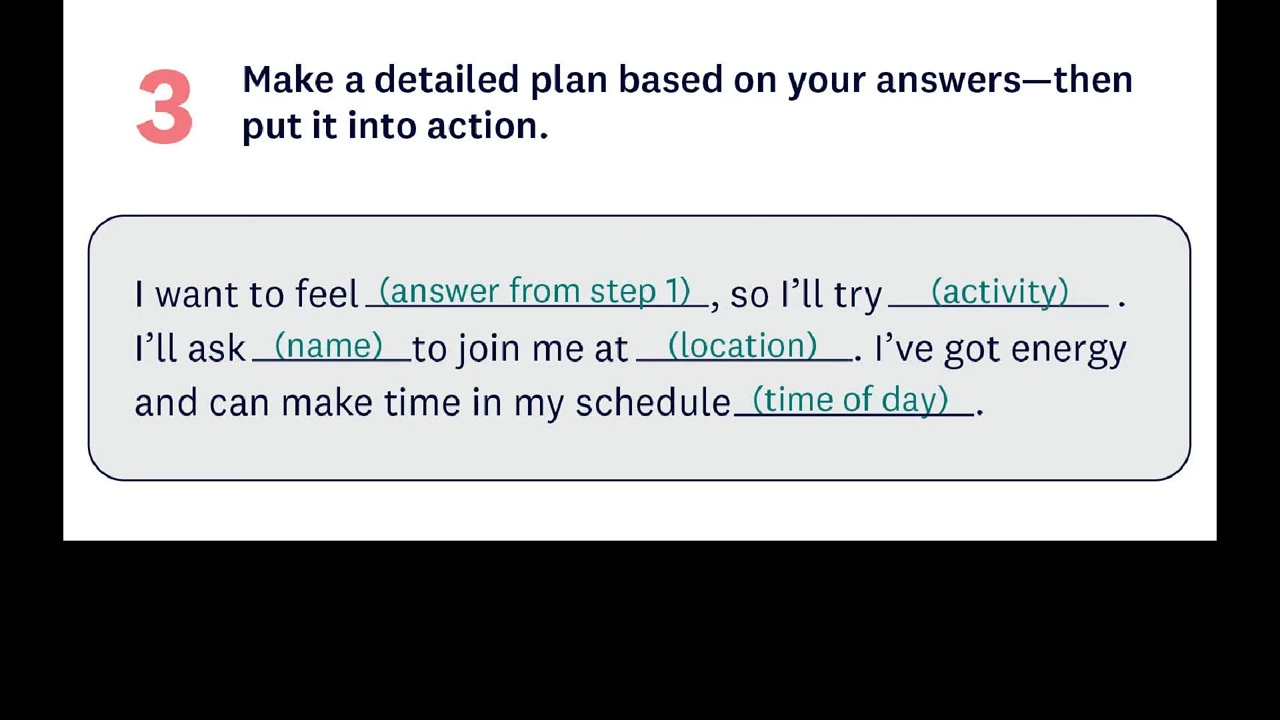 3
Make a detailed plan based on your answers—then
put it into action.
I want to feel (answer from step 1), so I’ll try (activity).
I’ll ask (name) to join me at (location). I’ve got energy
and can make time in my schedule (time of day).